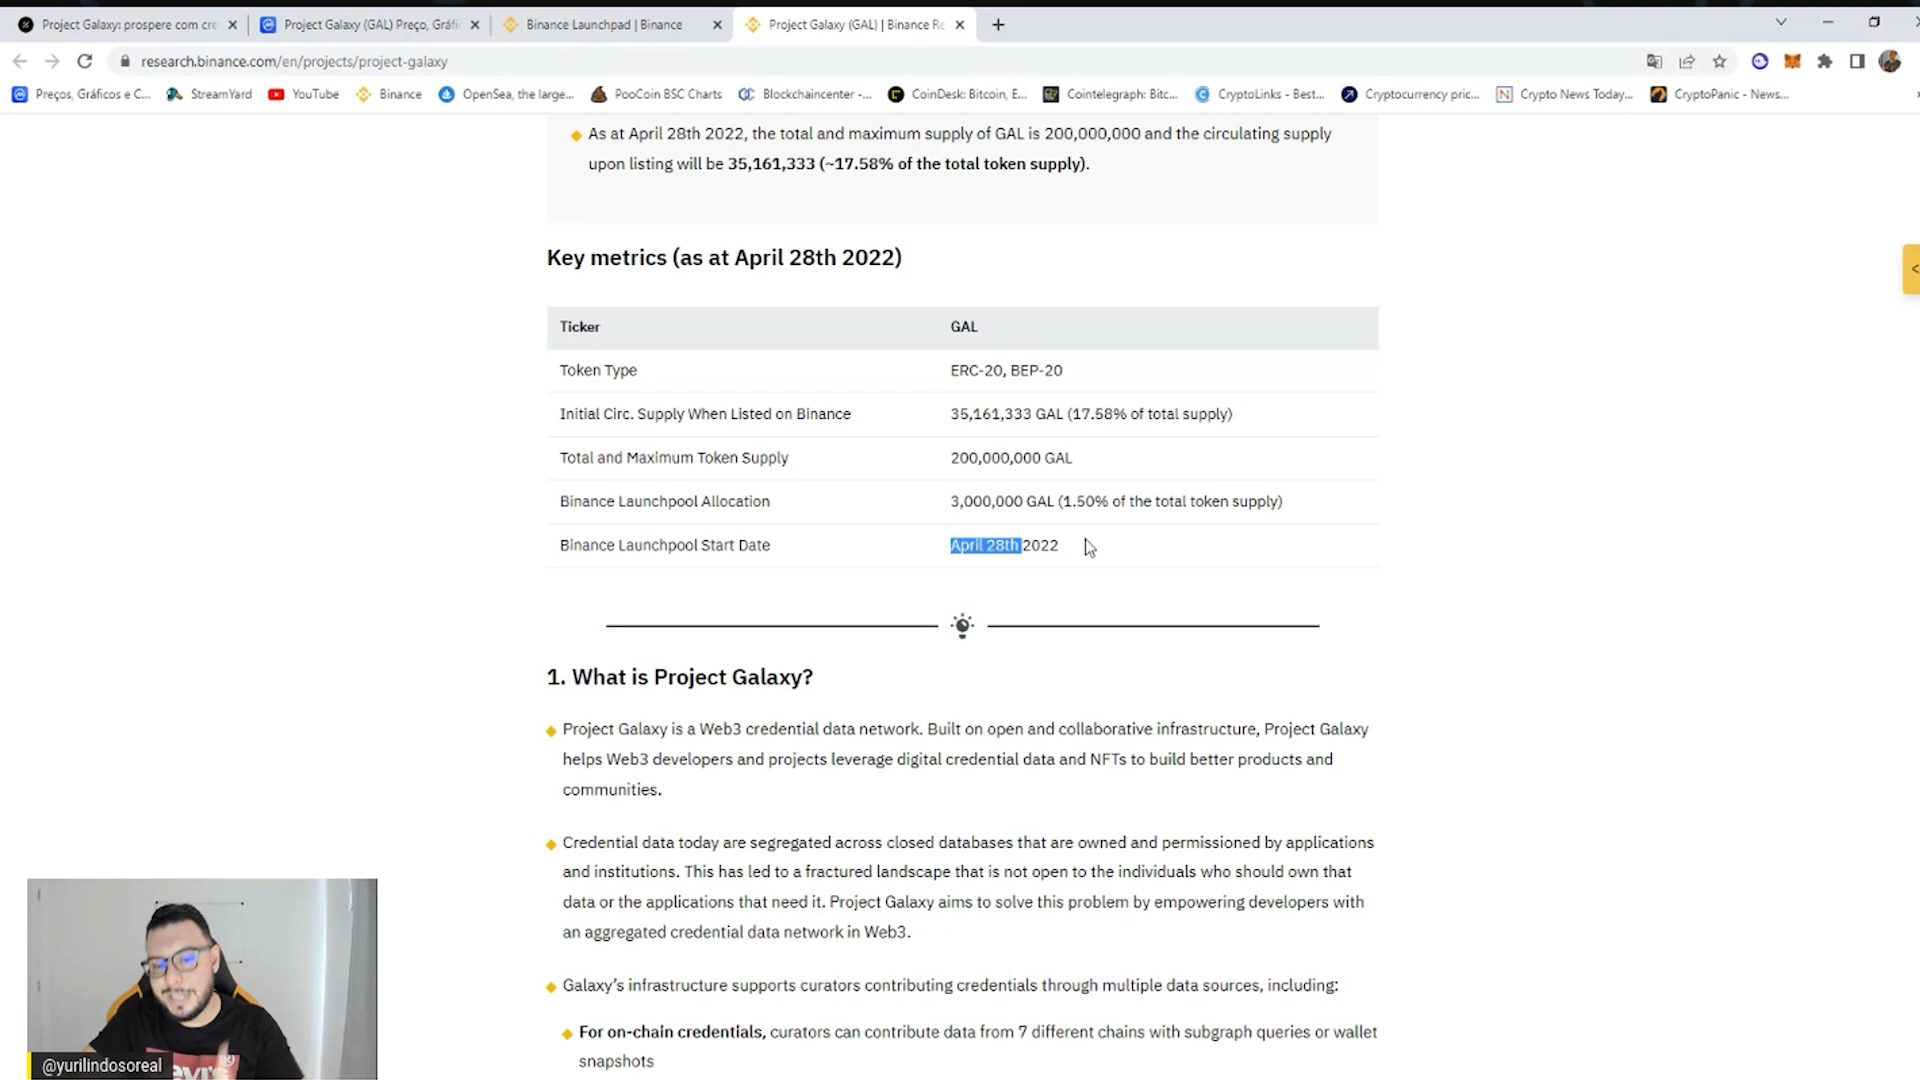 Project Galaxy: prospere com cre
Project Galaxy (GAL) Preço, Gráfi
Binance Launchpad | Binance
Project Galaxy (GAL) | Binance Re
research.binance.com/en/projects/project-galaxy
Preços, Gráficos e C...
StreamYard
YouTube
Binance
OpenSea, the large...
PooCoin BSC Charts
Blockchaincenter -...
CoinDesk: Bitcoin, E...
Cointelegraph: Bitc...
CryptoLinks - Best...
Cryptocurrency pric...
Crypto News Today...
CryptoPanic - News...
As at April 28th 2022, the total and maximum supply of GAL is 200,000,000 and the circulating supply
upon listing will be 35,161,333 (~17.58% of the total token supply).
Key metrics (as at April 28th 2022)
Ticker GAL
Token Type ERC-20, BEP-20
Initial Circ. Supply When Listed on Binance 35,161,333 GAL (17.58% of total supply)
Total and Maximum Token Supply 200,000,000 GAL
Binance Launchpool Allocation 3,000,000 GAL (1.50% of the total token supply)
Binance Launchpool Start Date April 28th 2022
1. What is Project Galaxy?
Project Galaxy is a Web3 credential data network. Built on open and collaborative infrastructure, Project Galaxy
helps Web3 developers and projects leverage digital credential data and NFTs to build better products and
communities.
Credential data today are segregated across closed databases that are owned and permissioned by applications
and institutions. This has led to a fractured landscape that is not open to the individuals who should own that
data or the applications that need it. Project Galaxy aims to solve this problem by empowering developers with
an aggregated credential data network in Web3.
Galaxy's infrastructure supports curators contributing credentials through multiple data sources, including:
For on-chain credentials, curators can contribute data from 7 different chains with subgraph queries or wallet
snapshots
@yurilindosoreal